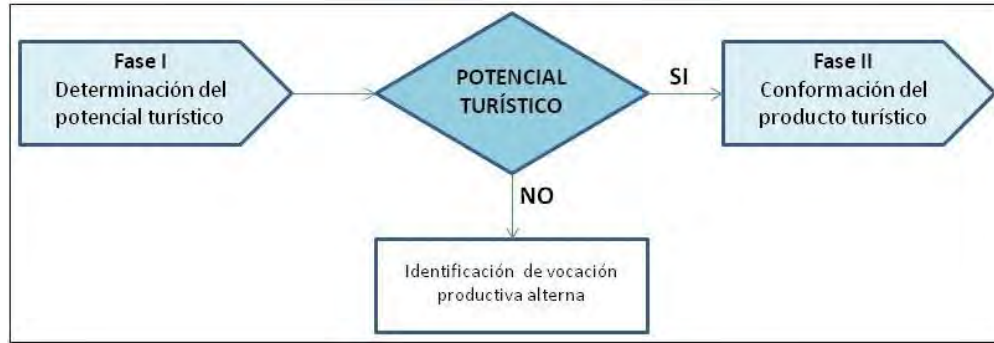 Fase I
Determinación del
potencial turístico
POTENCIAL
TURÍSTICO
SI
Fase II
Conformación del
producto turístico
NO
Identificación de vocación
productiva alterna